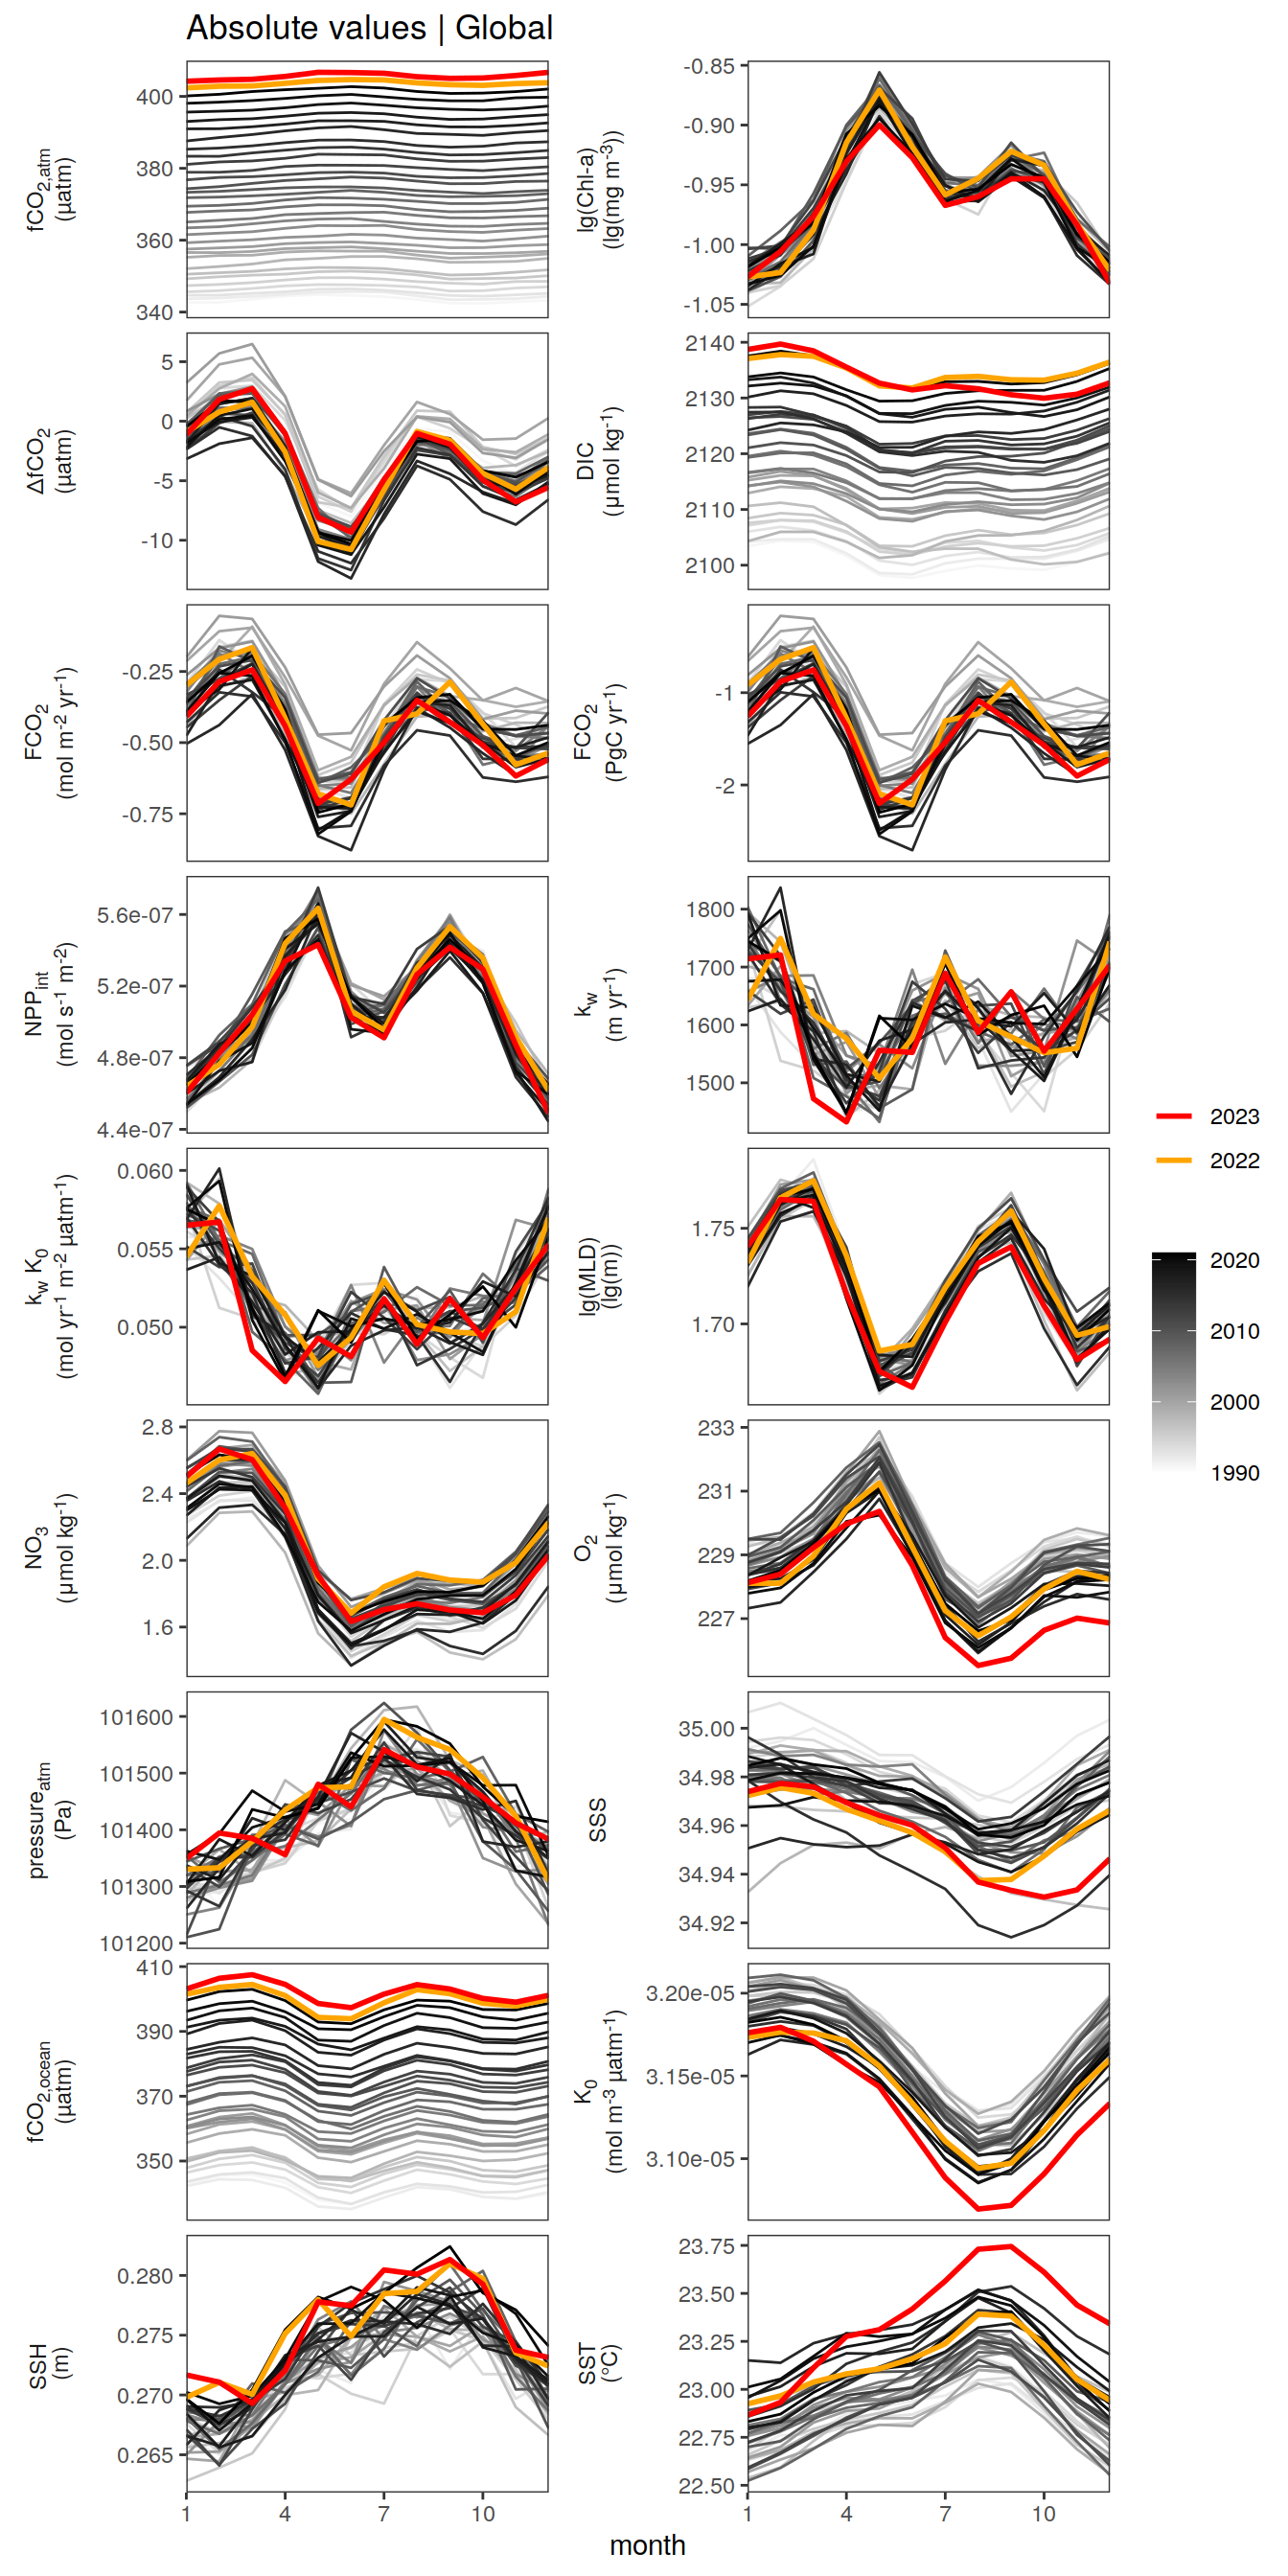 Absolute values | Global
fCO2,atm
(µatm)
400
380
360
340
lg(Chl-a)
(lg(mg m-3))
-0.85
-0.90
-0.95
-1.00
-1.05
ΔfCO2
(µatm)
5
0
-5
-10
DIC
(µmol kg-1)
2140
2130
2120
2110
2100
FCO2
(mol m-2 yr-1)
-0.25
-0.50
-0.75
FCO2
(PgC yr-1)
-1
-2
NPPint
(mol s-1 m-2)
5.6e-07
5.2e-07
4.8e-07
4.4e-07
kw
(m yr-1)
1800
1700
1600
1500
kw K0
(mol yr-1 m-2 µatm-1)
0.060
0.055
0.050
lg(MLD)
(lg(m))
1.75
1.70
NO3
(µmol kg-1)
2.8
2.4
2.0
1.6
O2
(µmol kg-1)
233
231
229
227
pressureatm
(Pa)
101600
101500
101400
101300
101200
SSS
35.00
34.98
34.96
34.94
34.92
fCO2,ocean
(µatm)
410
390
370
350
K0
(mol m-3 µatm-1)
3.20e-05
3.15e-05
3.10e-05
SSH
(m)
0.280
0.275
0.270
0.265
SST
(°C)
23.75
23.50
23.25
23.00
22.75
22.50
1 4 7 10
1 4 7 10
month
2023
2022
2020
2010
2000
1990